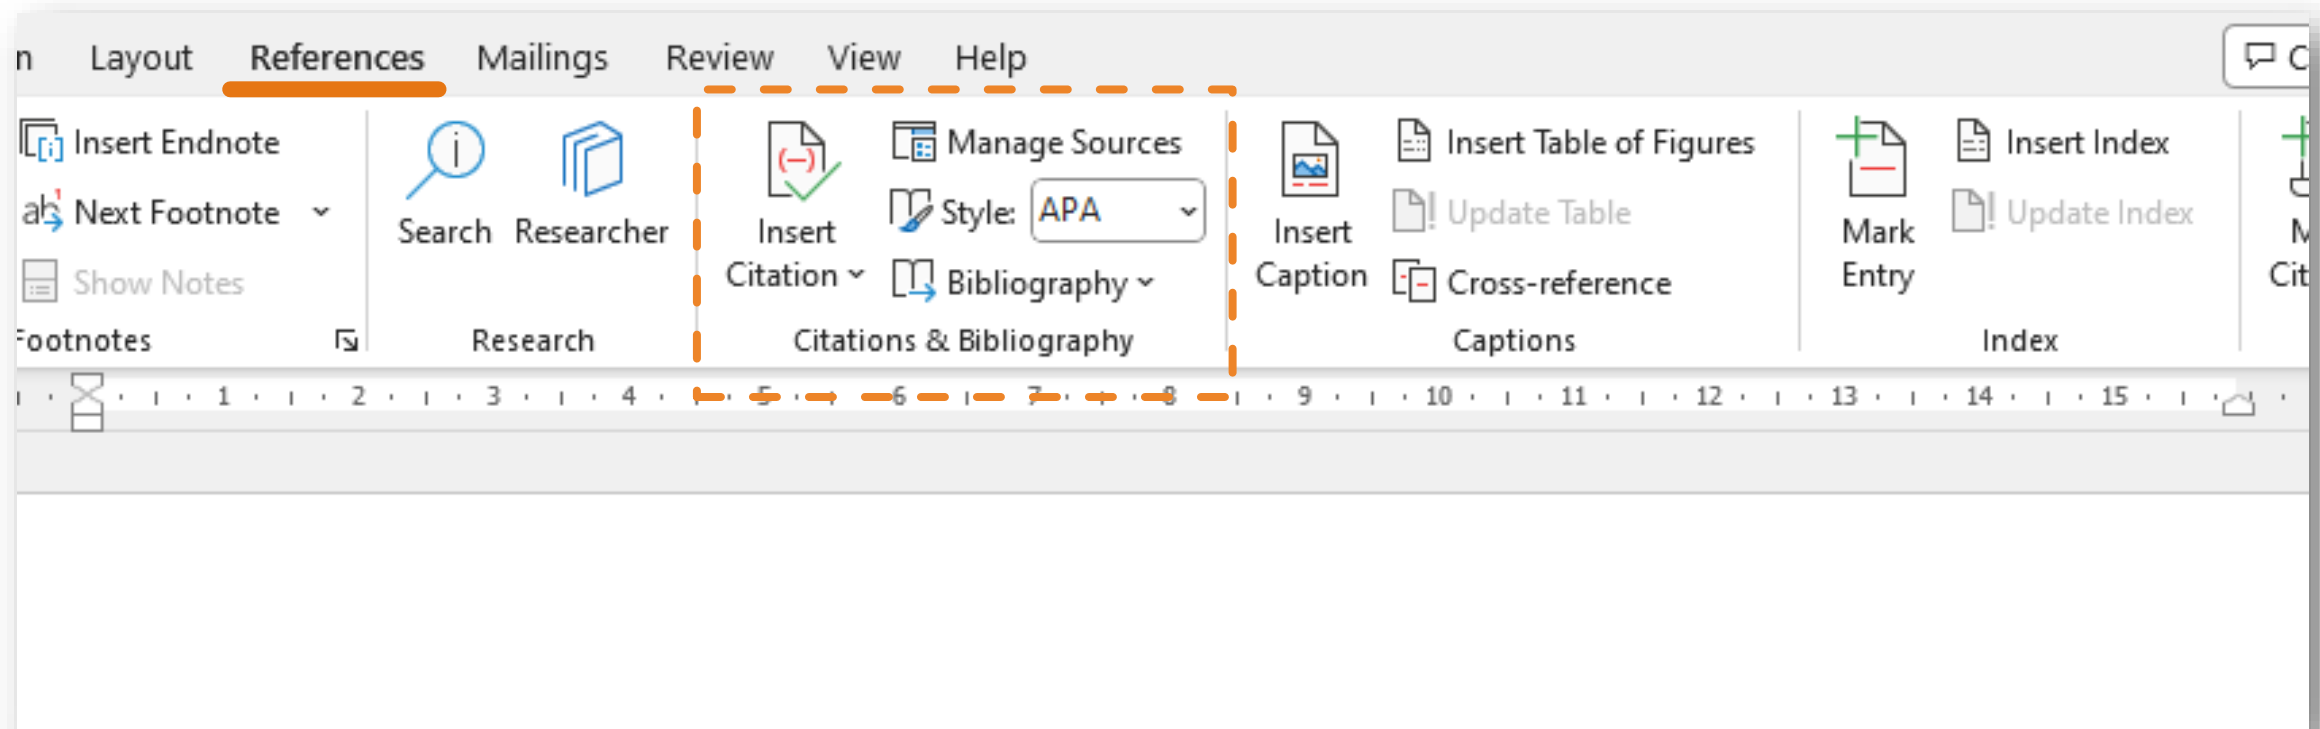 n Layout References Mailings Review View Help C
Insert Endnote
Next Footnote
Show Notes
Footnotes
Search
Researcher
Research
Insert
Citation
Manage Sources
Style: APA
Bibliography
Citations & Bibliography
Insert
Caption
Insert Table of Figures
Update Table
Cross-reference
Captions
Mark
Entry
Insert Index
Update Index
Index
M
Cit
1 2 3 4 5 6 7 8 9 10 11 12 13 14 15